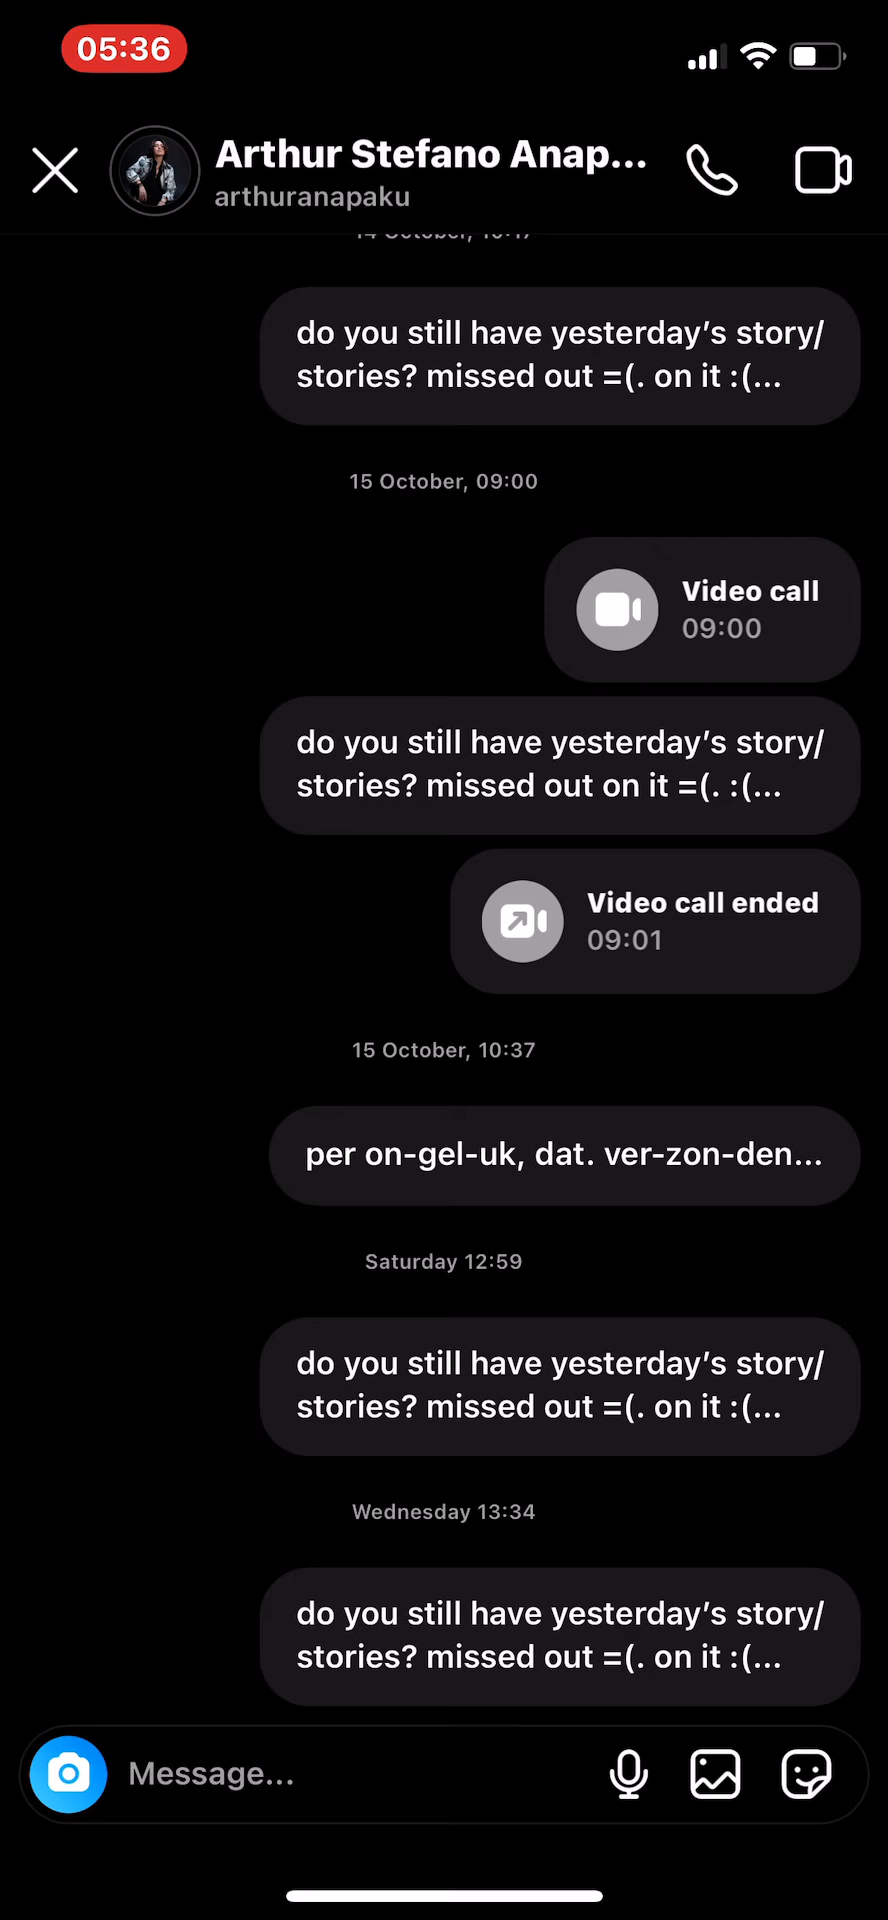 05:36
Arthur Stefano Anap...
arthuranapaku
14 October, 10:17
do you still have yesterday’s story/
stories? missed out =(. on it :(...
15 October, 09:00
Video call
09:00
do you still have yesterday’s story/
stories? missed out on it =(. :(...
Video call ended
09:01
15 October, 10:37
per on-gel-uk, dat. ver-zon-den...
Saturday 12:59
do you still have yesterday’s story/
stories? missed out =(. on it :(...
Wednesday 13:34
do you still have yesterday’s story/
stories? missed out =(. on it :(...
Message...